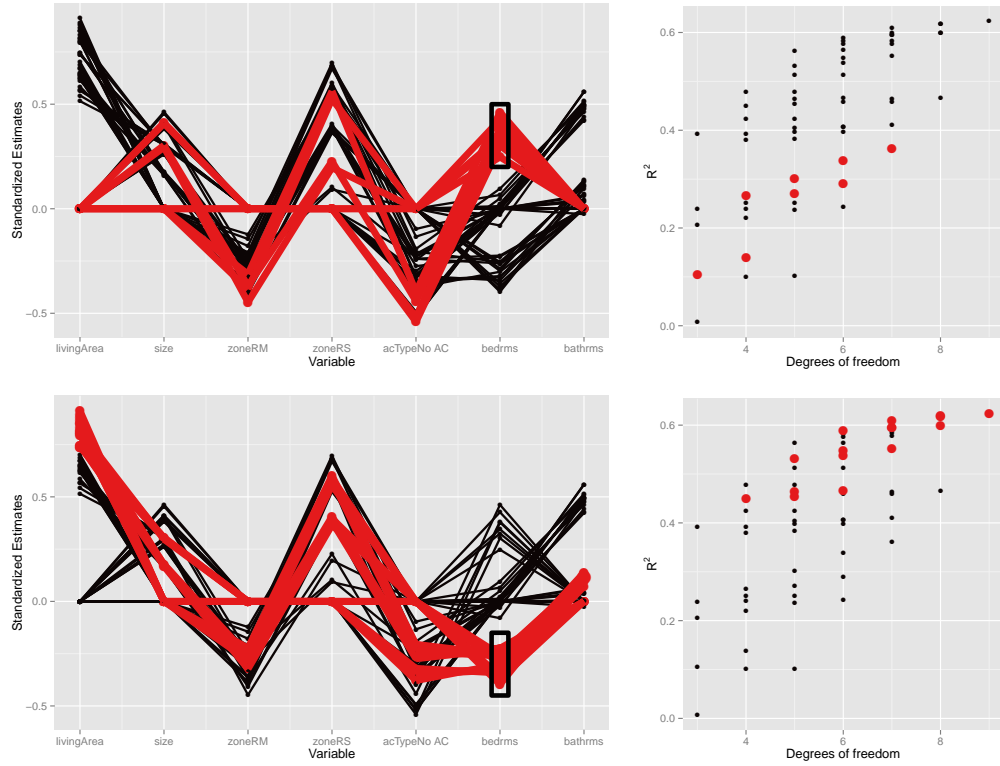 Standardized Estimates
0.5
0.0
−0.5
livingArea size zoneRM zoneRS acTypeNo AC bedrms bathrms
Variable
R²
0.6
0.4
0.2
0.0
4 6 8
Degrees of freedom
Standardized Estimates
0.5
0.0
−0.5
livingArea size zoneRM zoneRS acTypeNo AC bedrms bathrms
Variable
R²
0.6
0.4
0.2
0.0
4 6 8
Degrees of freedom